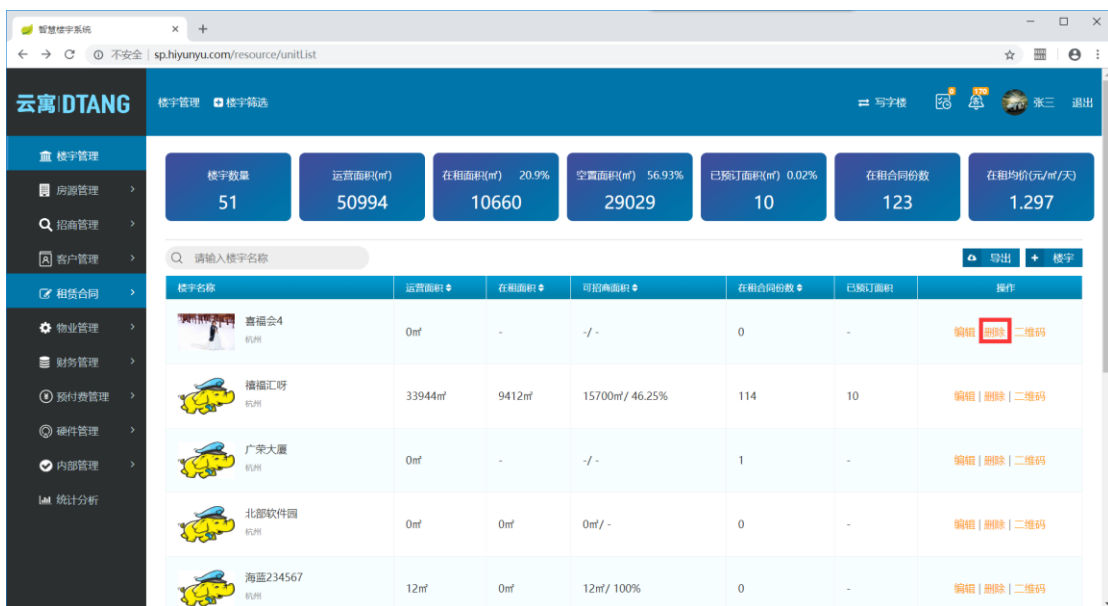 智慧楼宇系统
不安全 sp.hiyunyu.com/resource/unitList
云寓 DTANG
楼宇管理 楼宇筛选
写字楼 0 170 张三 退出
楼宇管理
房源管理
招商管理
客户管理
租赁合同
物业管理
财务管理
预付费管理
硬件管理
内部管理
统计分析
楼宇数量
51
运营面积(㎡)
50994
在租面积(㎡) 20.9%
10660
空置面积(㎡) 56.93%
29029
已预订面积(㎡) 0.02%
10
在租合同份数
123
在租均价(元/㎡/天)
1.297
请输入楼宇名称
导出 楼宇
楼宇名称 运营面积 在租面积 可招商面积 在租合同份数 已预订面积 操作
喜福会4
杭州
0㎡ - -/ - 0 - 编辑 删除 二维码
禧福汇呀
杭州
33944㎡ 9412㎡ 15700㎡/ 46.25% 114 10 编辑 | 删除 | 二维码
广荣大厦
杭州
0㎡ - -/ - 1 - 编辑 | 删除 | 二维码
北部软件园
杭州
0㎡ 0㎡ 0㎡/ - 0 - 编辑 | 删除 | 二维码
海蓝234567
杭州
12㎡ 0㎡ 12㎡/ 100% 0 - 编辑 | 删除 | 二维码